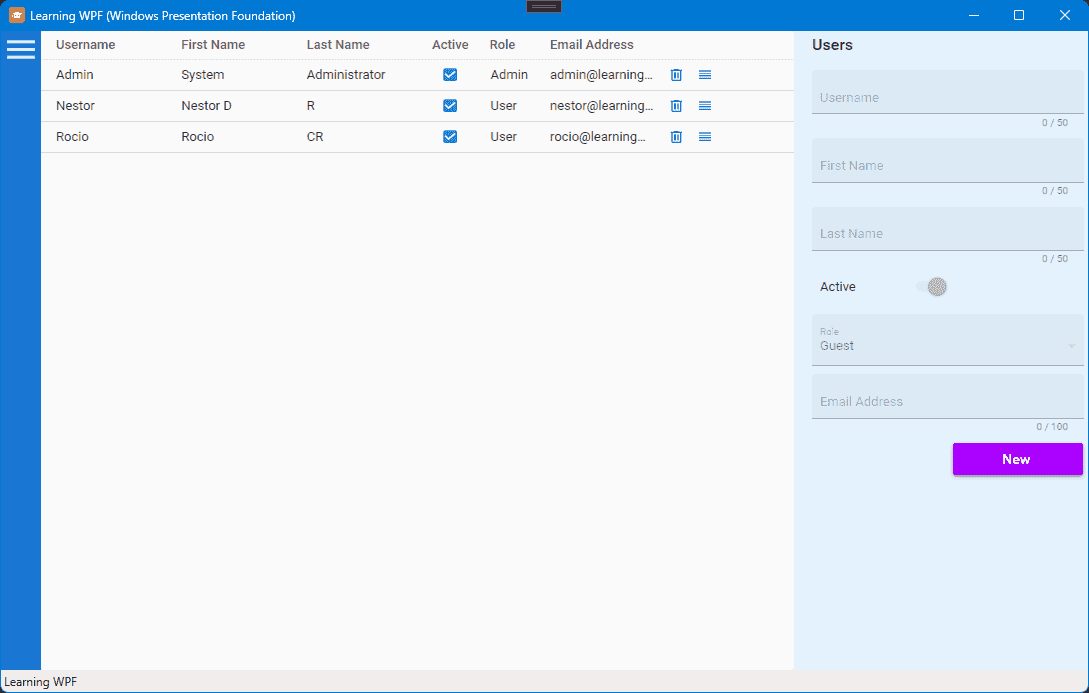 Learning WPF (Windows Presentation Foundation)
Username First Name Last Name Active Role Email Address
Admin System Administrator Admin admin@learning...
Nestor Nestor D R User nestor@learning...
Rocio Rocio CR User rocio@learning...
Users
Username
0 / 50
First Name
0 / 50
Last Name
0 / 50
Active
Role
Guest
Email Address
0 / 100
New
Learning WPF